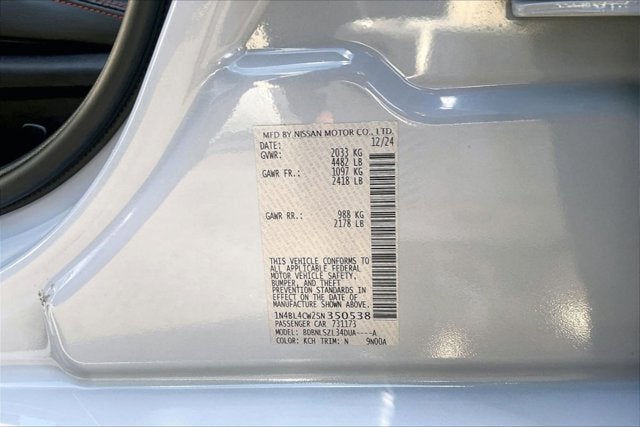 MFD BY NISSAN MOTOR CO., LTD.
DATE: 12/24
GVWR: 2033 KG
4482 LB
GAWR FR.: 1097 KG
2418 LB
GAWR RR.: 988 KG
2178 LB
THIS VEHICLE CONFORMS TO
ALL APPLICABLE FEDERAL
MOTOR VEHICLE SAFETY,
BUMPER, AND THEFT
PREVENTION STANDARDS IN
EFFECT ON THE DATE OF
MANUFACTURE SHOWN ABOVE.
1N4BL4CW2SN350538
PASSENGER CAR 731173
MODEL: BDBNLSZL34DUA----A
COLOR: KCH TRIM: N 9N00A